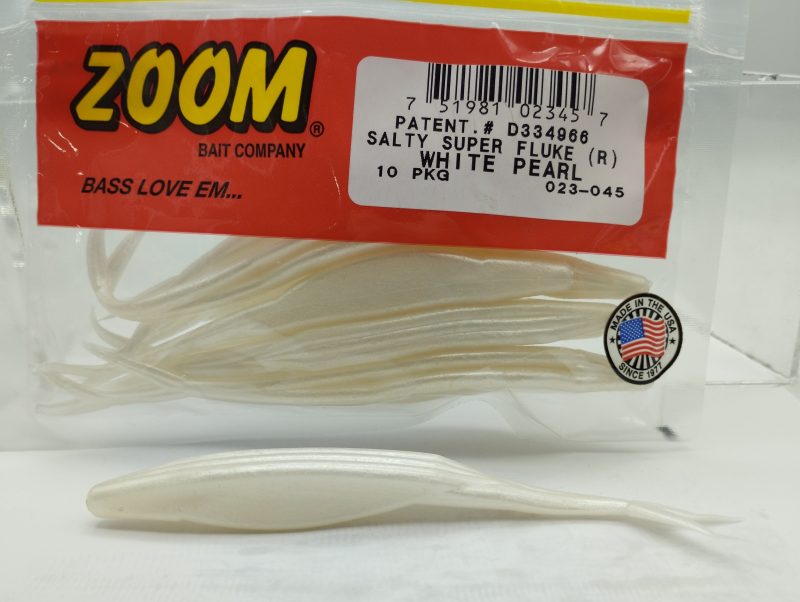 ZOOM®
BAIT COMPANY
BASS LOVE EM...
7 51981 02345 7
PATENT.# D334966
SALTY SUPER FLUKE (R)
WHITE PEARL
10 PKG
023-045
MADE IN THE USA
SINCE 1977